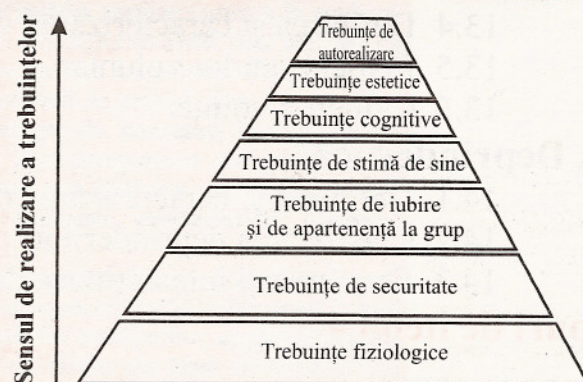 Sensul de realizare a trebuințelor
Trebuințe de
autorealizare
Trebuințe estetice
Trebuințe cognitive
Trebuințe de stimă de sine
Trebuințe de iubire
și de apartenență la grup
Trebuințe de securitate
Trebuințe fiziologice